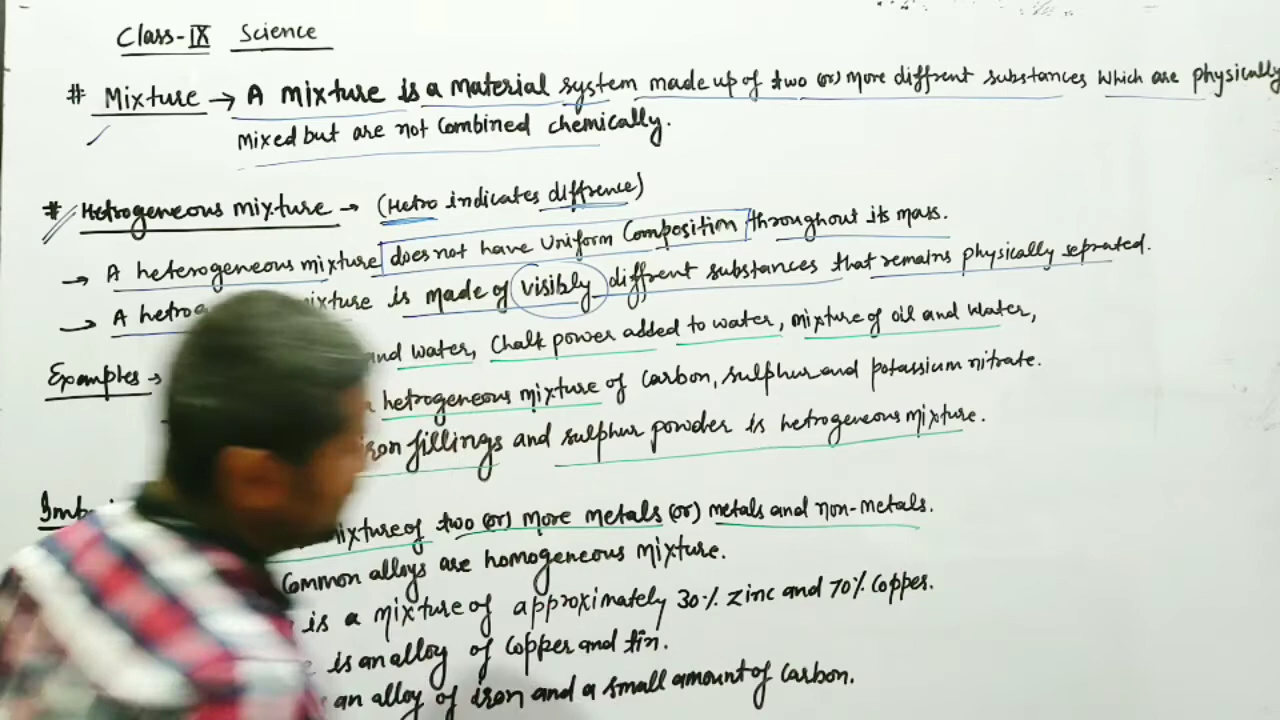 Class-IX Science
# Mixture → A mixture is a material system made up of two (or) more diffrent substances which are physically
mixed but are not combined chemically.
# Hetrogeneous mixture → (Hetro indicates diffrence)
→ A heterogeneous mixture does not have uniform composition throughout its mass.
→ A hetro ixture is made of visibly diffrent substances that remains physically seprated.
Examples → and water, chalk power added to water, mixture of oil and water,
hetrogeneous mixture of carbon, sulphur and potassium nitrate.
iron fillings and sulphur powder is hetrogeneous mixture.
ixture of two (or) more metals (or) metals and non-metals.
Common alloys are homogeneous mixture.
is a mixture of approximately 30% zinc and 70% copper.
is an alloy of copper and tin.
an alloy of iron and a small amount of carbon.